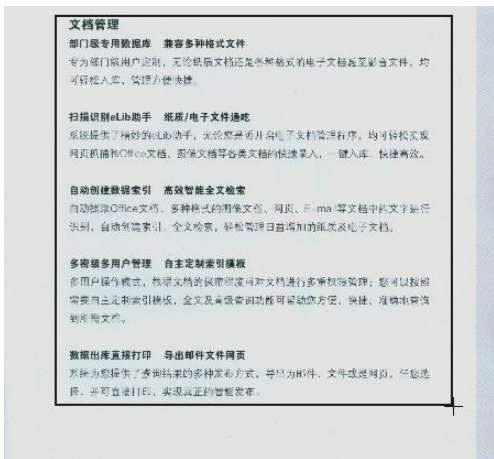 文档管理
部门级专用数据库 兼容多种格式文件
专为部门级用户定制，无论纸质文档还是各种格式的电子文档甚至影音文件，均
可轻松入库，管理方便快捷。
扫描识别eLib助手 纸质/电子文件通吃
系统提供了精妙的eLib助手，无论您是否开启电子文档管理程序，均可轻松实现
网页抓捕和Office文档、图像文档等各类文档的快速录入，一键入库、快捷高效。
自动创建数据索引 高效智能全文检索
自动提取Office文档、多种格式的图像文档、网页、E-mail等文档中的文字进行
识别，自动创建索引、全文检索，轻松管理日益增加的纸质及电子文档。
多密级多用户管理 自主定制索引模板
多用户操作模式，根据文档的保密程度可对文档进行多重权限管理；您可以按照
需要自主定制索引模板，全文及高级查询功能可帮助您方便、快捷、准确地查询
到所需文档。
数据出库直接打印 导出邮件文件网页
系统为您提供了查询结果的多种发布方式，导出为邮件、文件或是网页，任您选
择，并可直接打印，实现真正的智能发布。